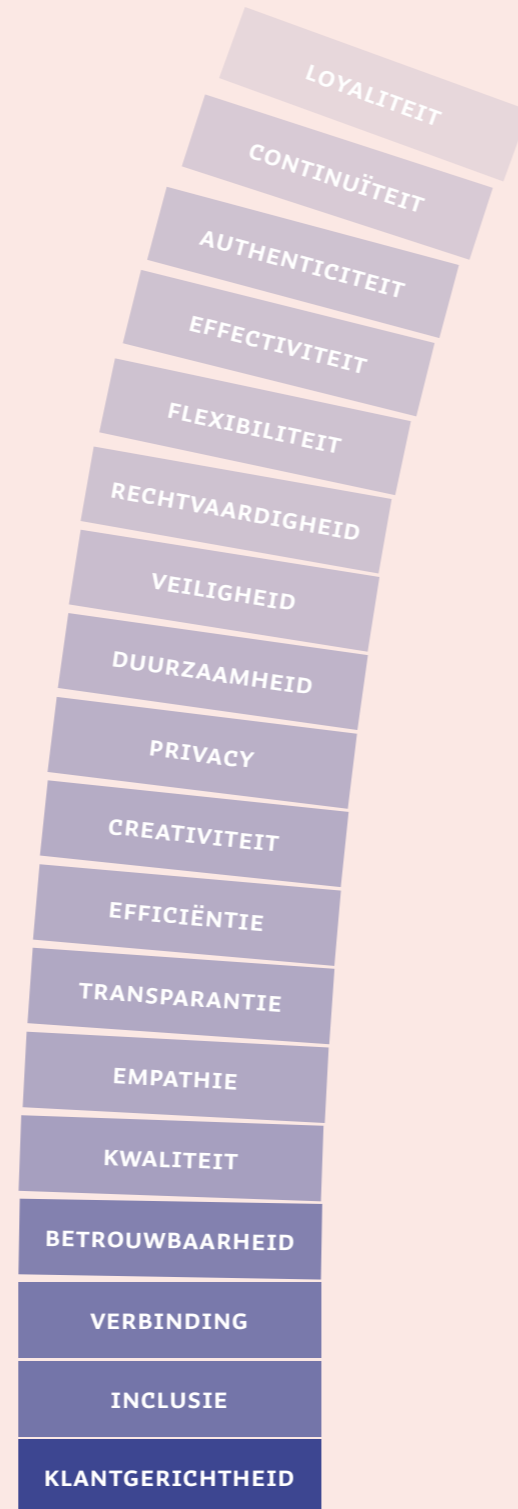 LOYALITEIT
CONTINUÏTEIT
AUTHENTICITEIT
EFFECTIVITEIT
FLEXIBILITEIT
RECHTVAARDIGHEID
VEILIGHEID
DUURZAAMHEID
PRIVACY
CREATIVITEIT
EFFICIËNTIE
TRANSPARANTIE
EMPATHIE
KWALITEIT
BETROUWBAARHEID
VERBINDING
INCLUSIE
KLANTGERICHTHEID